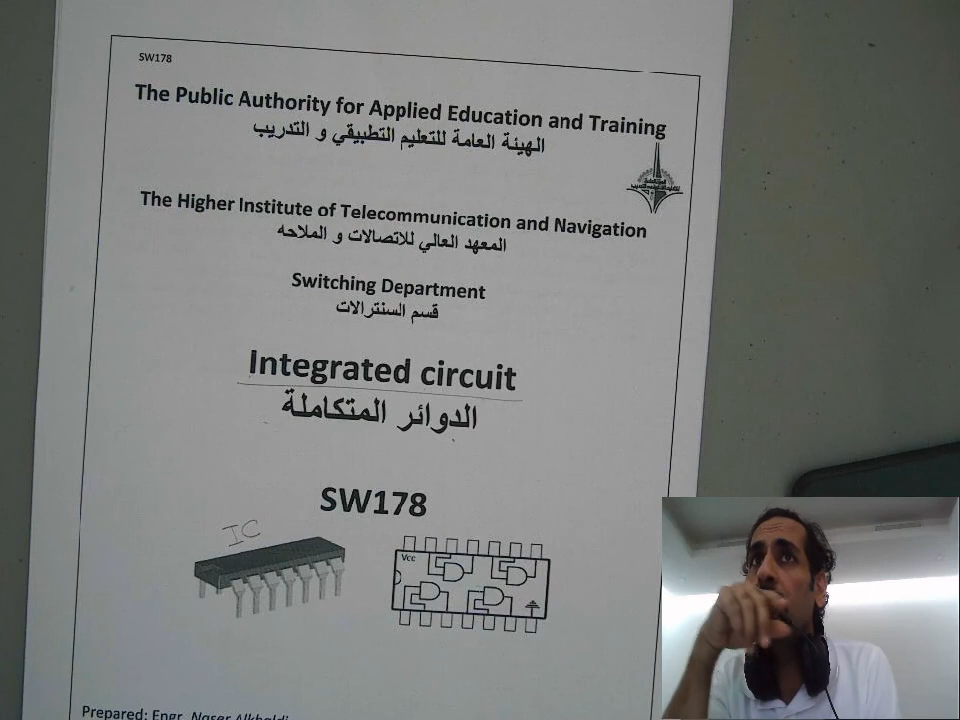 SW178
The Public Authority for Applied Education and Training
الهيئة العامة للتعليم التطبيقي و التدريب
The Higher Institute of Telecommunication and Navigation
المعهد العالي للاتصالات و الملاحه
Switching Department
قسم السنترالات
Integrated circuit
الدوائر المتكاملة
SW178
IC
Vcc
Prepared: Engr. Naser Alkhaldi